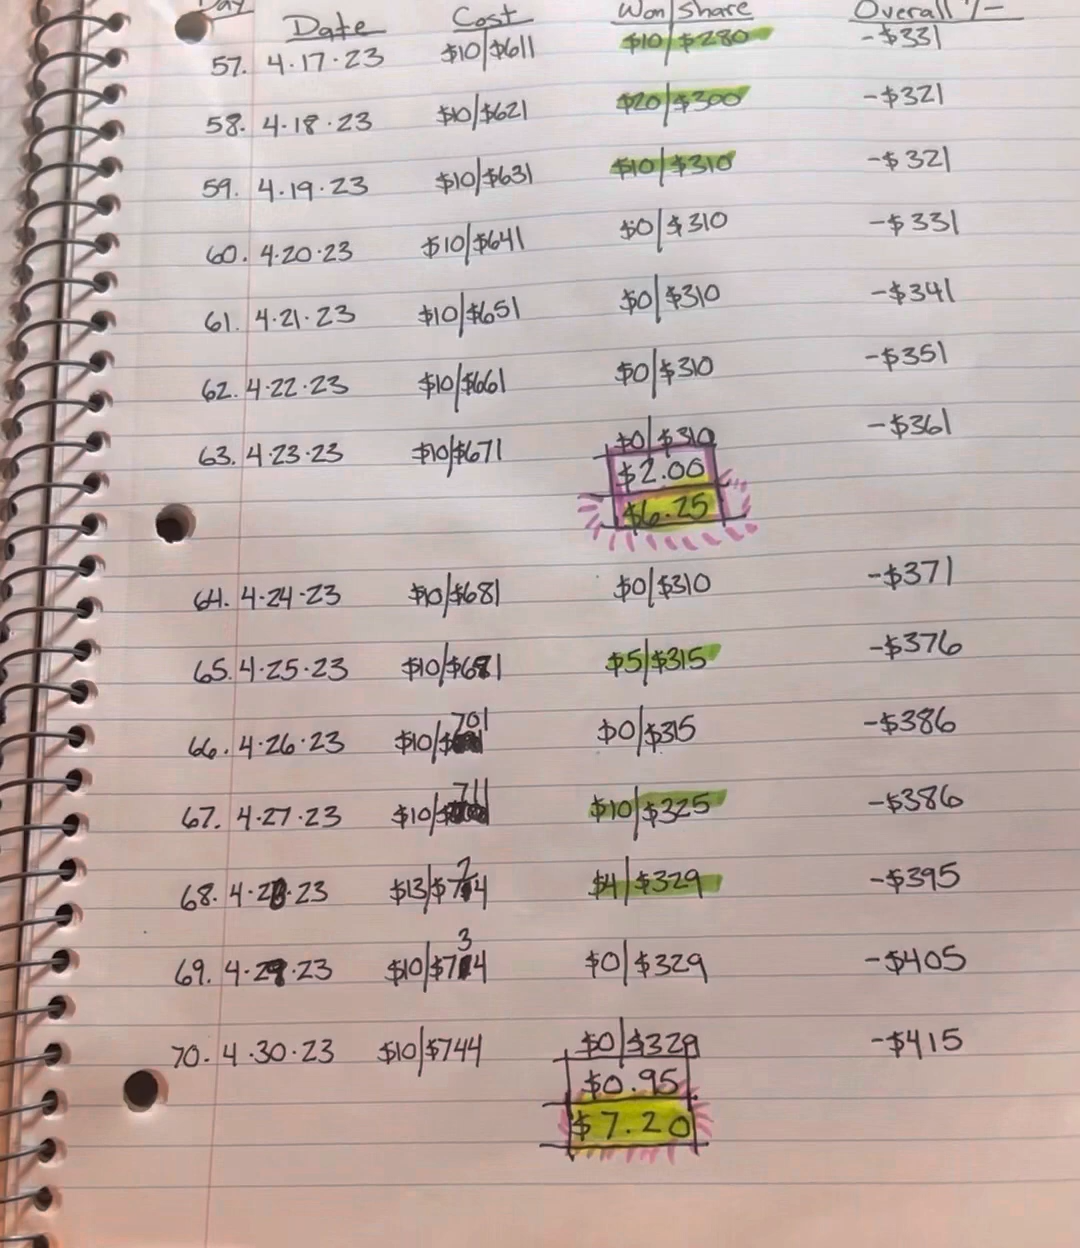 Day Date Cost Won/Share Overall +/-
57. 4.17.23 $10/$611 $10/$280 -$331
58. 4.18.23 $10/$621 $20/$300 -$321
59. 4.19.23 $10/$631 $10/$310 -$321
60. 4.20.23 $10/$641 $0/$310 -$331
61. 4.21.23 $10/$651 $0/$310 -$341
62. 4.22.23 $10/$661 $0/$310 -$351
63. 4.23.23 $10/$671 $0/$310 -$361
$2.00
$6.25
64. 4.24.23 $10/$681 $0/$310 -$371
65. 4.25.23 $10/$691 $5/$315 -$376
66. 4.26.23 $10/$701 $0/$315 -$386
67. 4.27.23 $10/$711 $10/$325 -$386
68. 4.28.23 $13/$724 $4/$329 -$395
69. 4.29.23 $10/$734 $0/$329 -$405
70. 4.30.23 $10/$744 $0/$329 -$415
$0.95
$7.20